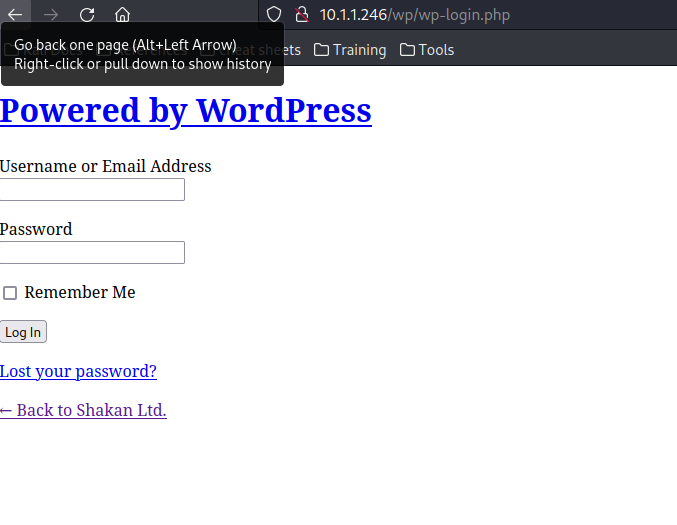 10.1.1.246/wp/wp-login.php
Go back one page (Alt+Left Arrow)
Right-click or pull down to show history
cheat sheets Training Tools
Powered by WordPress
Username or Email Address
Password
Remember Me
Log In
Lost your password?
← Back to Shakan Ltd.